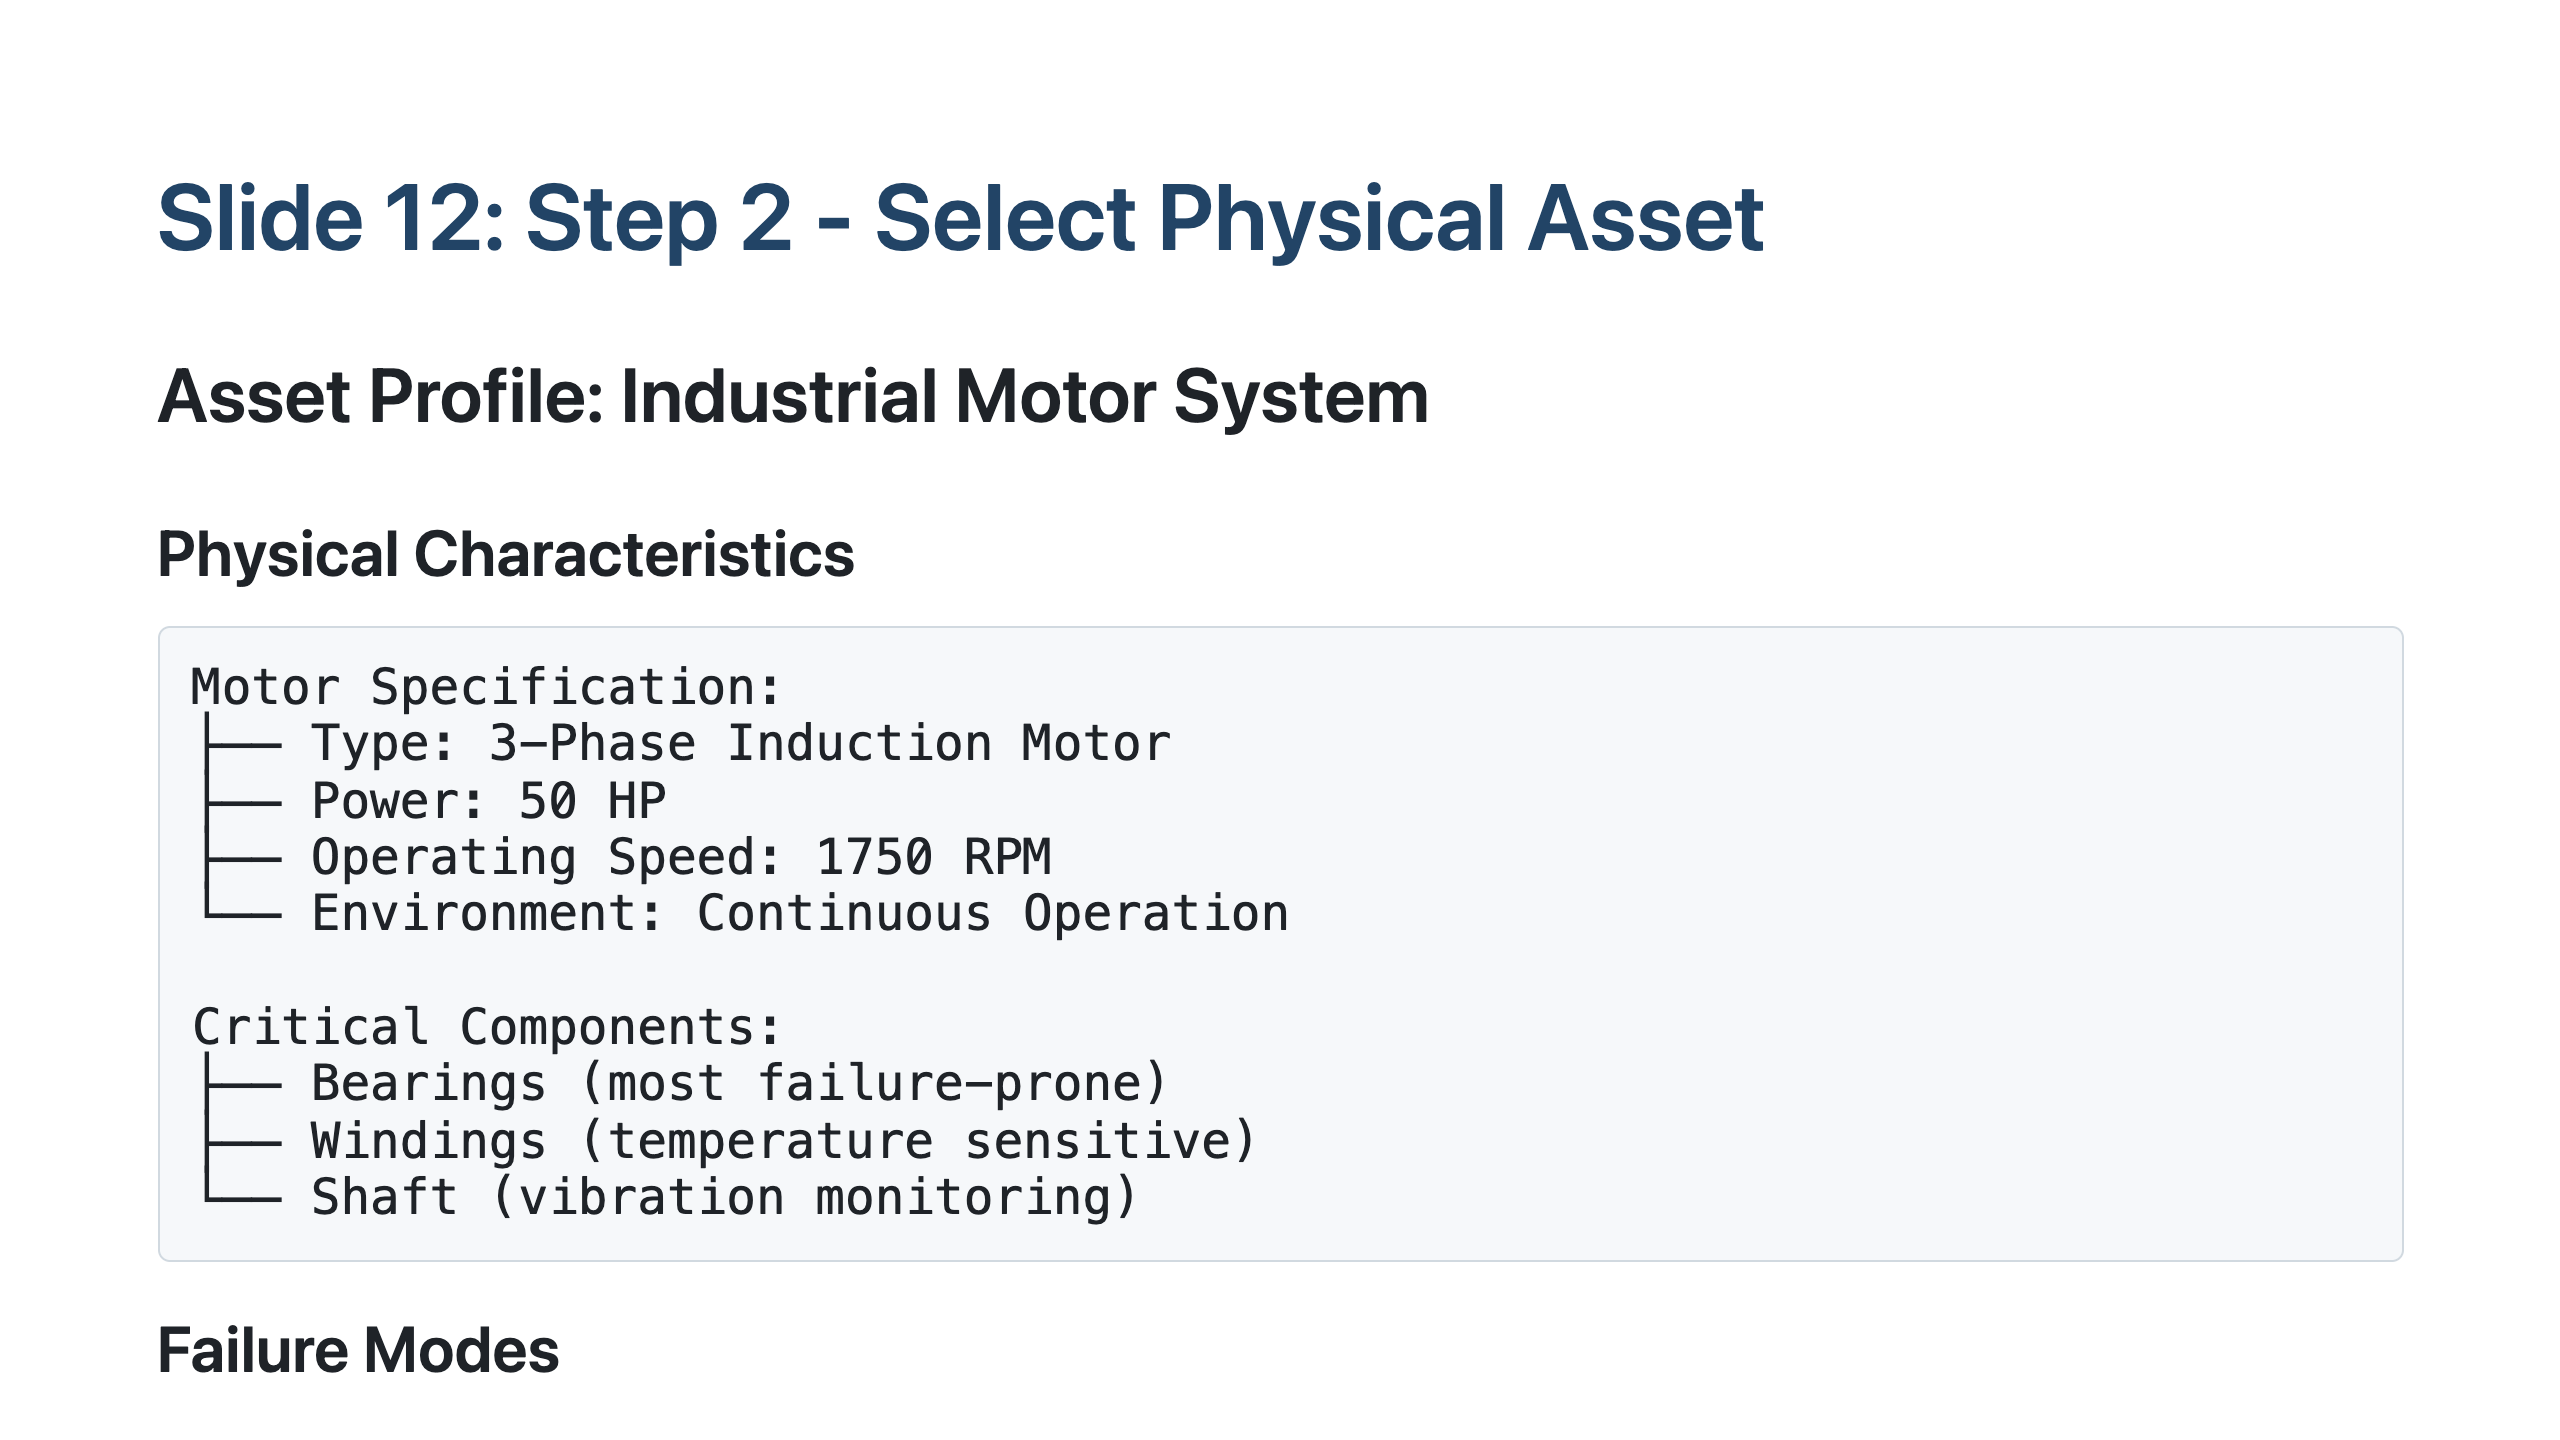 Slide 12: Step 2 - Select Physical Asset
Asset Profile: Industrial Motor System
Physical Characteristics
Motor Specification:
├── Type: 3-Phase Induction Motor
├── Power: 50 HP
├── Operating Speed: 1750 RPM
└── Environment: Continuous Operation
Critical Components:
├── Bearings (most failure-prone)
├── Windings (temperature sensitive)
└── Shaft (vibration monitoring)
Failure Modes